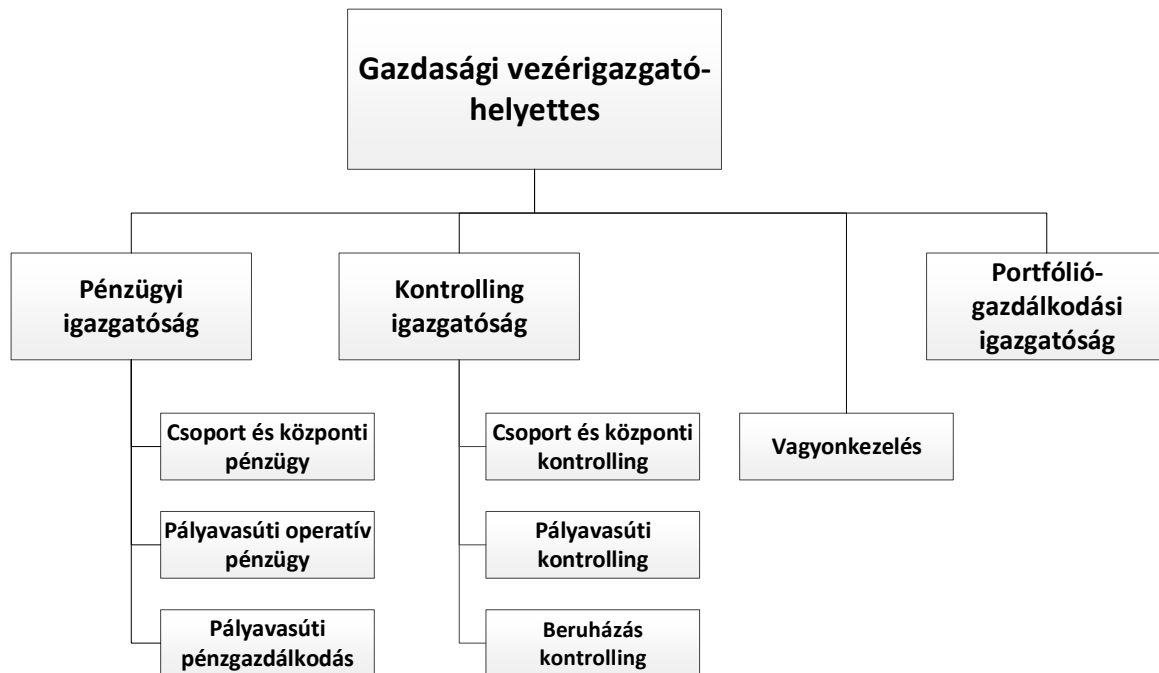 Gazdasági vezérigazgató-
helyettes
Pénzügyi
igazgatóság
Kontrolling
igazgatóság
Portfólió-
gazdálkodási
igazgatóság
Csoport és központi
pénzügy
Csoport és központi
kontrolling
Vagyonkezelés
Pályavasúti operatív
pénzügy
Pályavasúti
kontrolling
Pályavasúti
pénzgazdálkodás
Beruházás
kontrolling